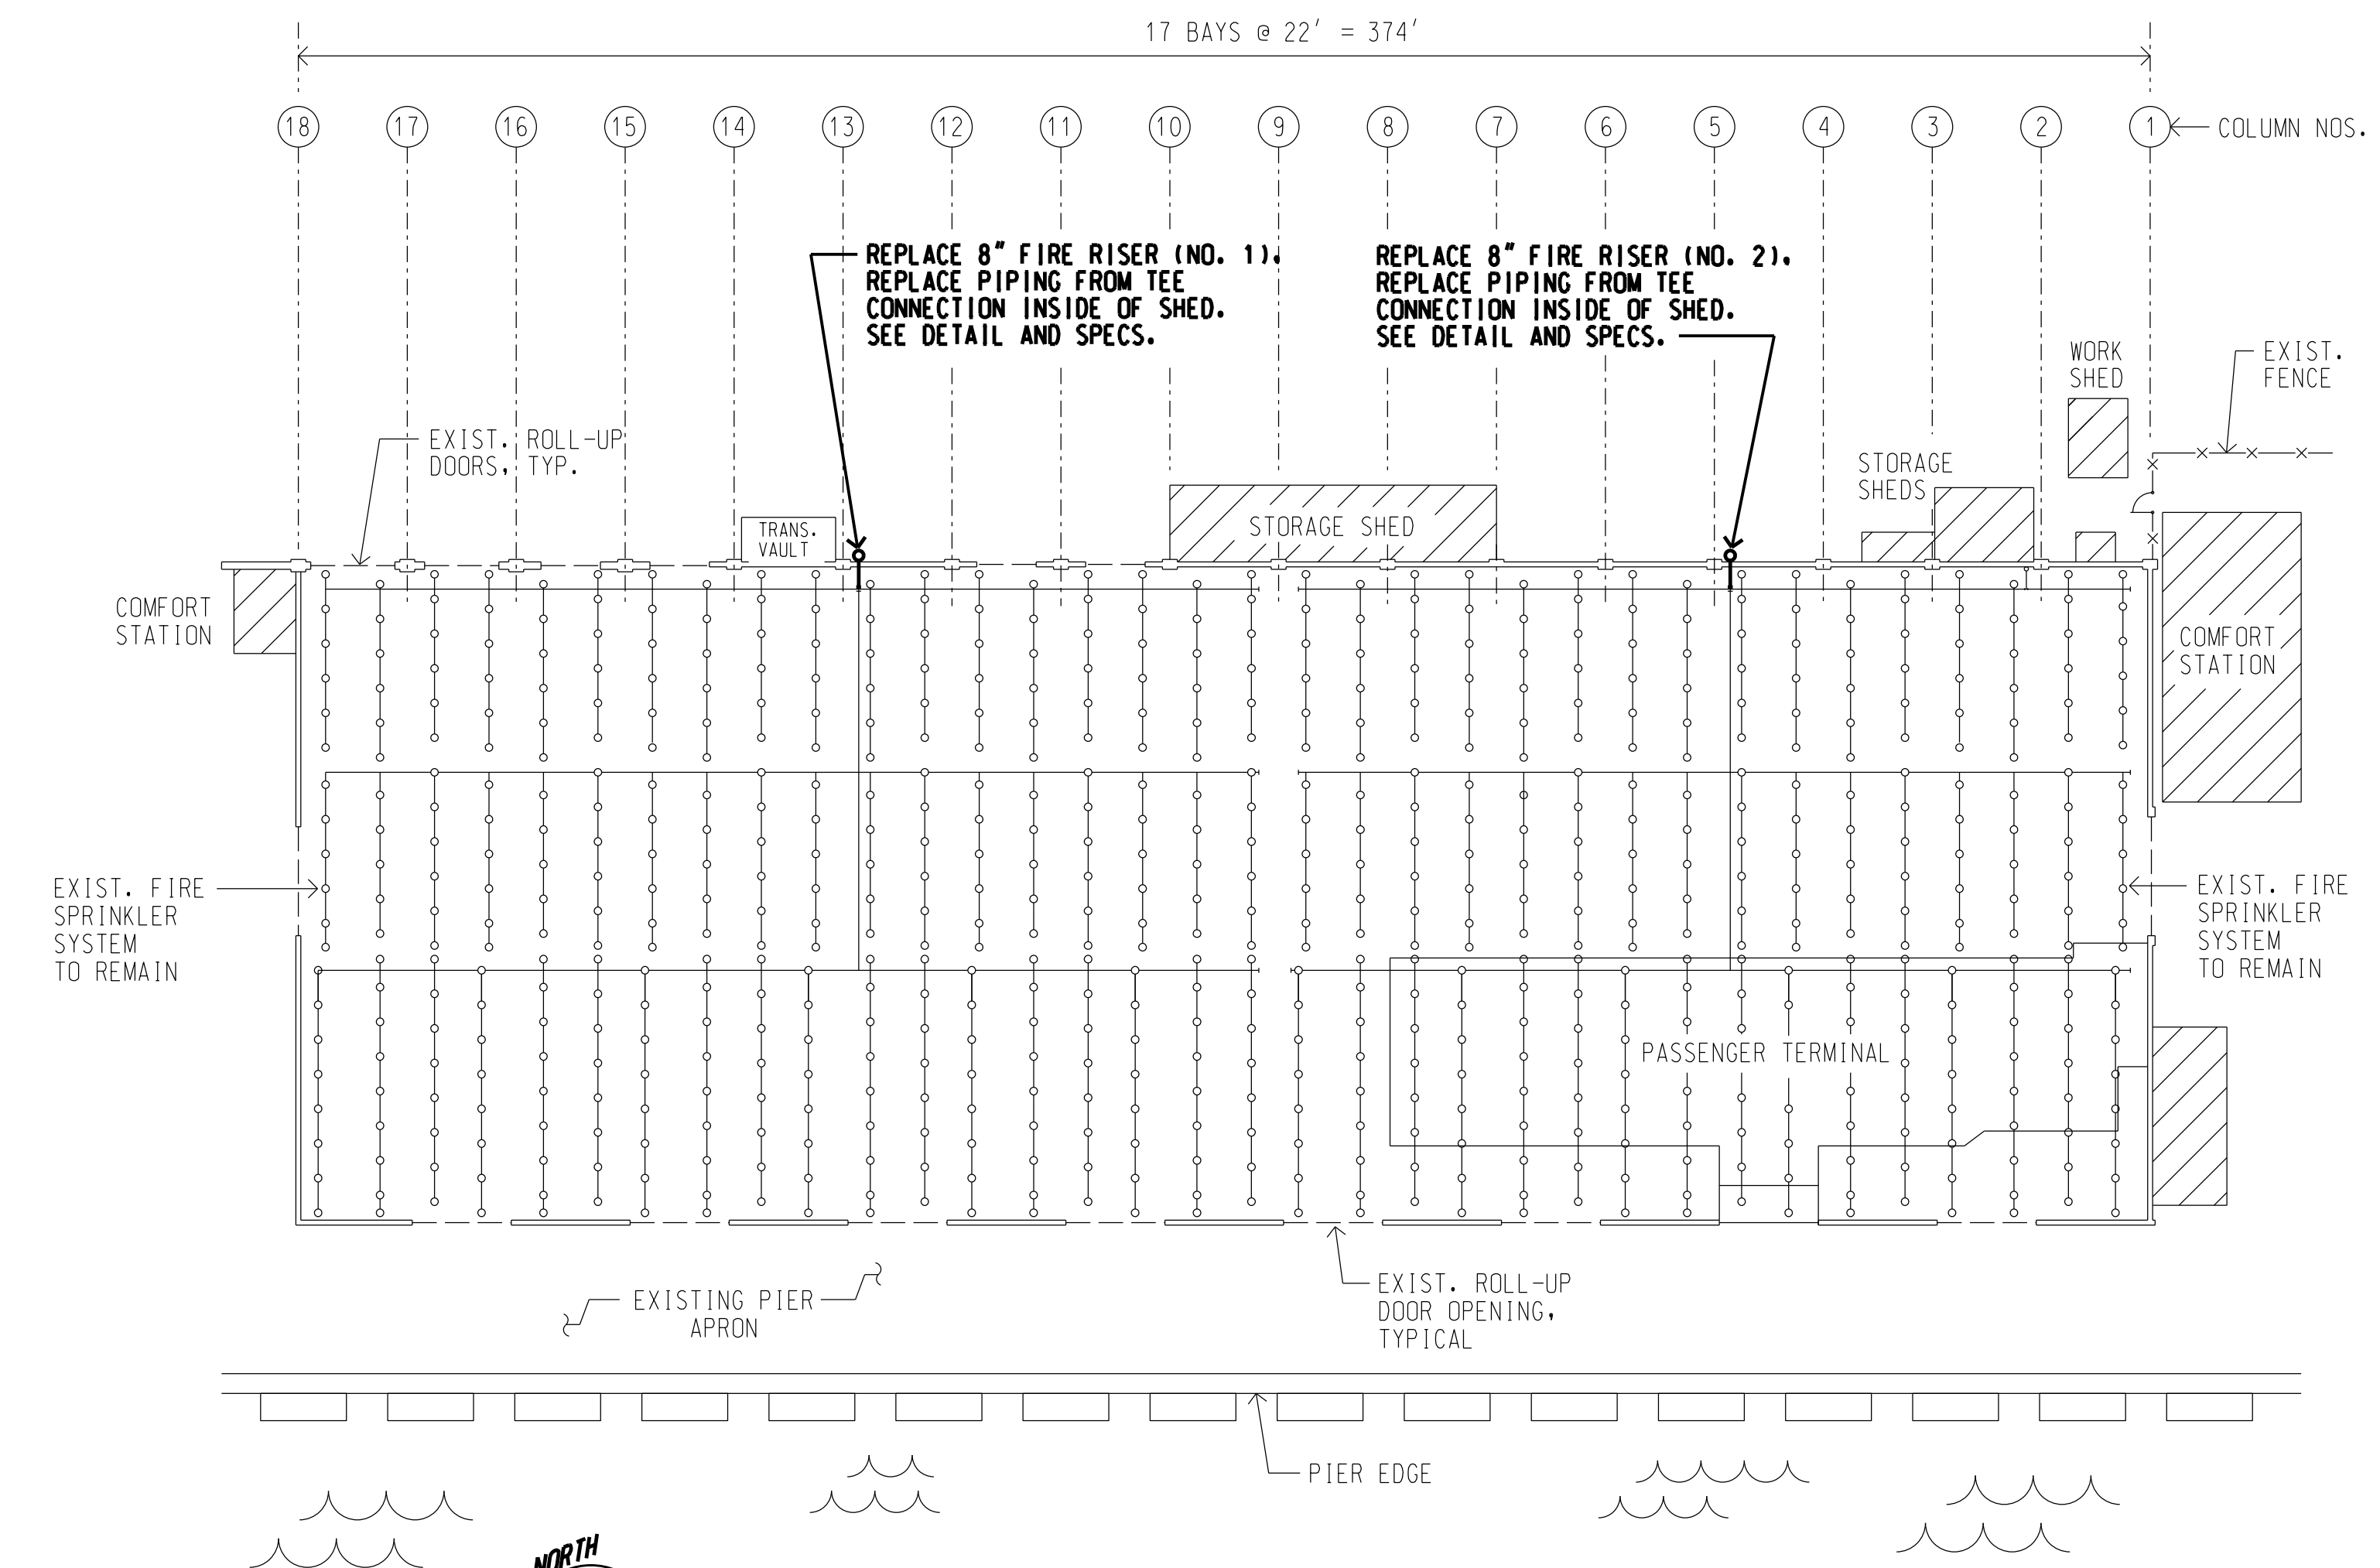 17 BAYS @ 22' = 374'
18 17 16 15 14 13 12 11 10 9 8 7 6 5 4 3 2 1
COLUMN NOS.
REPLACE 8" FIRE RISER (NO. 1).
REPLACE PIPING FROM TEE
CONNECTION INSIDE OF SHED.
SEE DETAIL AND SPECS.
REPLACE 8" FIRE RISER (NO. 2).
REPLACE PIPING FROM TEE
CONNECTION INSIDE OF SHED.
SEE DETAIL AND SPECS.
WORK
SHED
EXIST.
FENCE
EXIST. ROLL-UP
DOORS, TYP.
STORAGE
SHEDS
TRANS.
VAULT
STORAGE SHED
COMFORT
STATION
COMFORT
STATION
EXIST. FIRE
SPRINKLER
SYSTEM
TO REMAIN
EXIST. FIRE
SPRINKLER
SYSTEM
TO REMAIN
PASSENGER TERMINAL
EXISTING PIER
APRON
EXIST. ROLL-UP
DOOR OPENING,
TYPICAL
PIER EDGE
NORTH